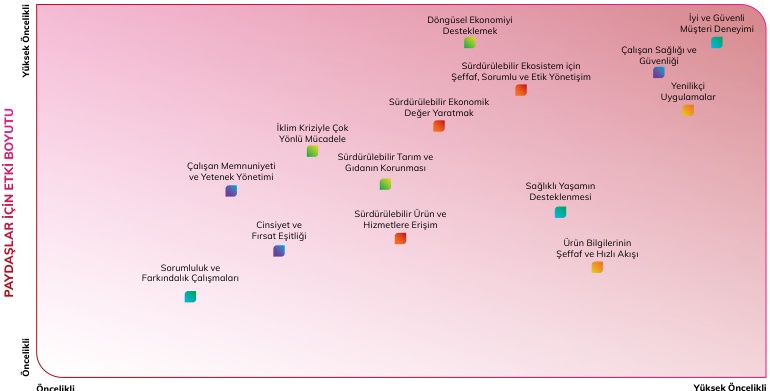 Yüksek Öncelikli
PAYDAŞLAR İÇİN ETKİ BOYUTU
Öncelikli
Döngüsel Ekonomiyi
Desteklemek
İyi ve Güvenli
Müşteri Deneyimi
Çalışan Sağlığı ve
Güvenliği
Sürdürülebilir Ekosistem için
Şeffaf, Sorumlu ve Etik Yönetişim
Yenilikçi
Uygulamalar
Sürdürülebilir Ekonomik
Değer Yaratmak
İklim Kriziyle Çok
Yönlü Mücadele
Sürdürülebilir Tarım ve
Gıdanın Korunması
Çalışan Memnuniyeti
ve Yetenek Yönetimi
Sağlıklı Yaşamın
Desteklenmesi
Cinsiyet ve
Fırsat Eşitliği
Sürdürülebilir Ürün ve
Hizmetlere Erişim
Ürün Bilgilerinin
Şeffaf ve Hızlı Akışı
Sorumluluk ve
Farkındalık Çalışmaları
Öncelikli
Yüksek Öncelikli